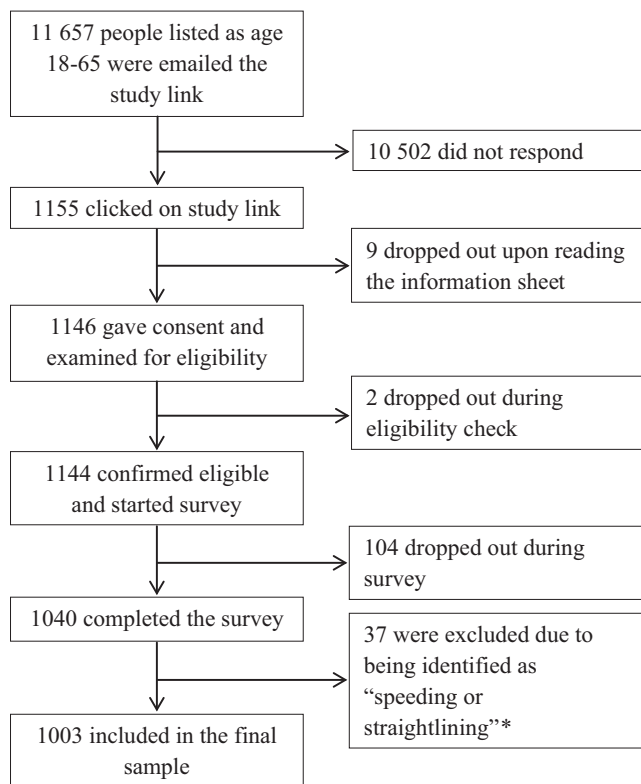 11 657 people listed as age
18-65 were emailed the
study link
10 502 did not respond
1155 clicked on study link
9 dropped out upon reading
the information sheet
1146 gave consent and
examined for eligibility
2 dropped out during
eligibility check
1144 confirmed eligible
and started survey
104 dropped out during
survey
1040 completed the survey
37 were excluded due to
being identified as
“speeding or
straightlining”*
1003 included in the final
sample